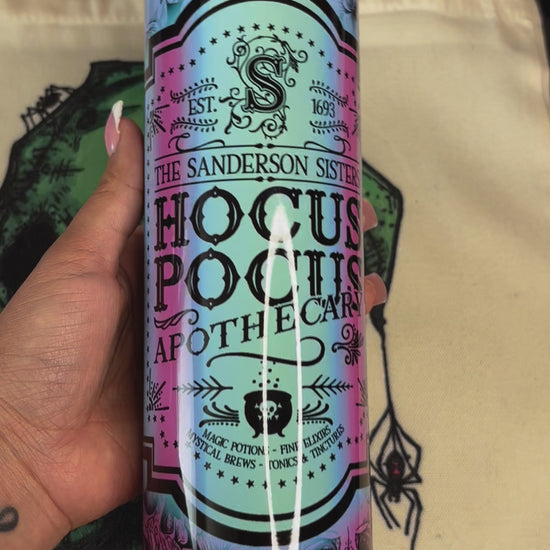 S
EST. 1693
THE SANDERSON SISTERS
HOCUS
POCUS
APOTHECARY
MAGIC POTIONS - FINE ELIXIRS
MYSTICAL BREWS - TONICS & TINCTURES